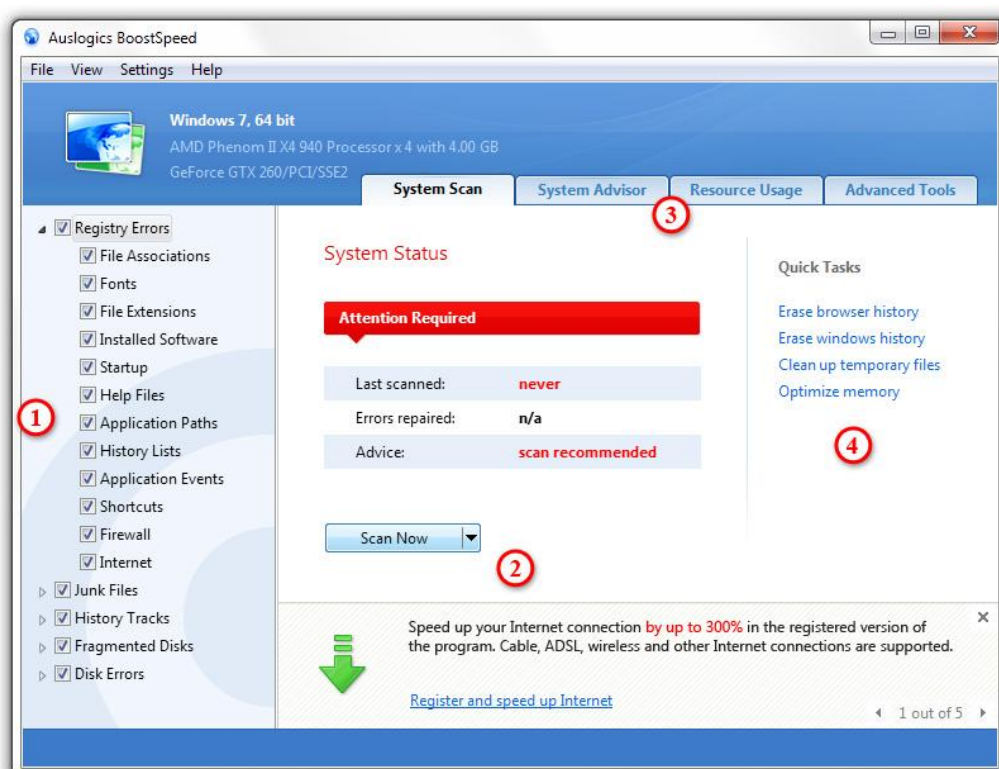 Auslogics BoostSpeed
File View Settings Help
Windows 7, 64 bit
AMD Phenom II X4 940 Processor x 4 with 4.00 GB
GeForce GTX 260/PCI/SSE2
System Scan System Advisor Resource Usage Advanced Tools
3
Registry Errors
File Associations
Fonts
File Extensions
Installed Software
Startup
Help Files
Application Paths
History Lists
Application Events
Shortcuts
Firewall
Internet
Junk Files
History Tracks
Fragmented Disks
Disk Errors
1
System Status
Attention Required
Last scanned: never
Errors repaired: n/a
Advice: scan recommended
Scan Now
2
Quick Tasks
Erase browser history
Erase windows history
Clean up temporary files
Optimize memory
4
Speed up your Internet connection by up to 300% in the registered version of
the program. Cable, ADSL, wireless and other Internet connections are supported.
Register and speed up Internet
1 out of 5